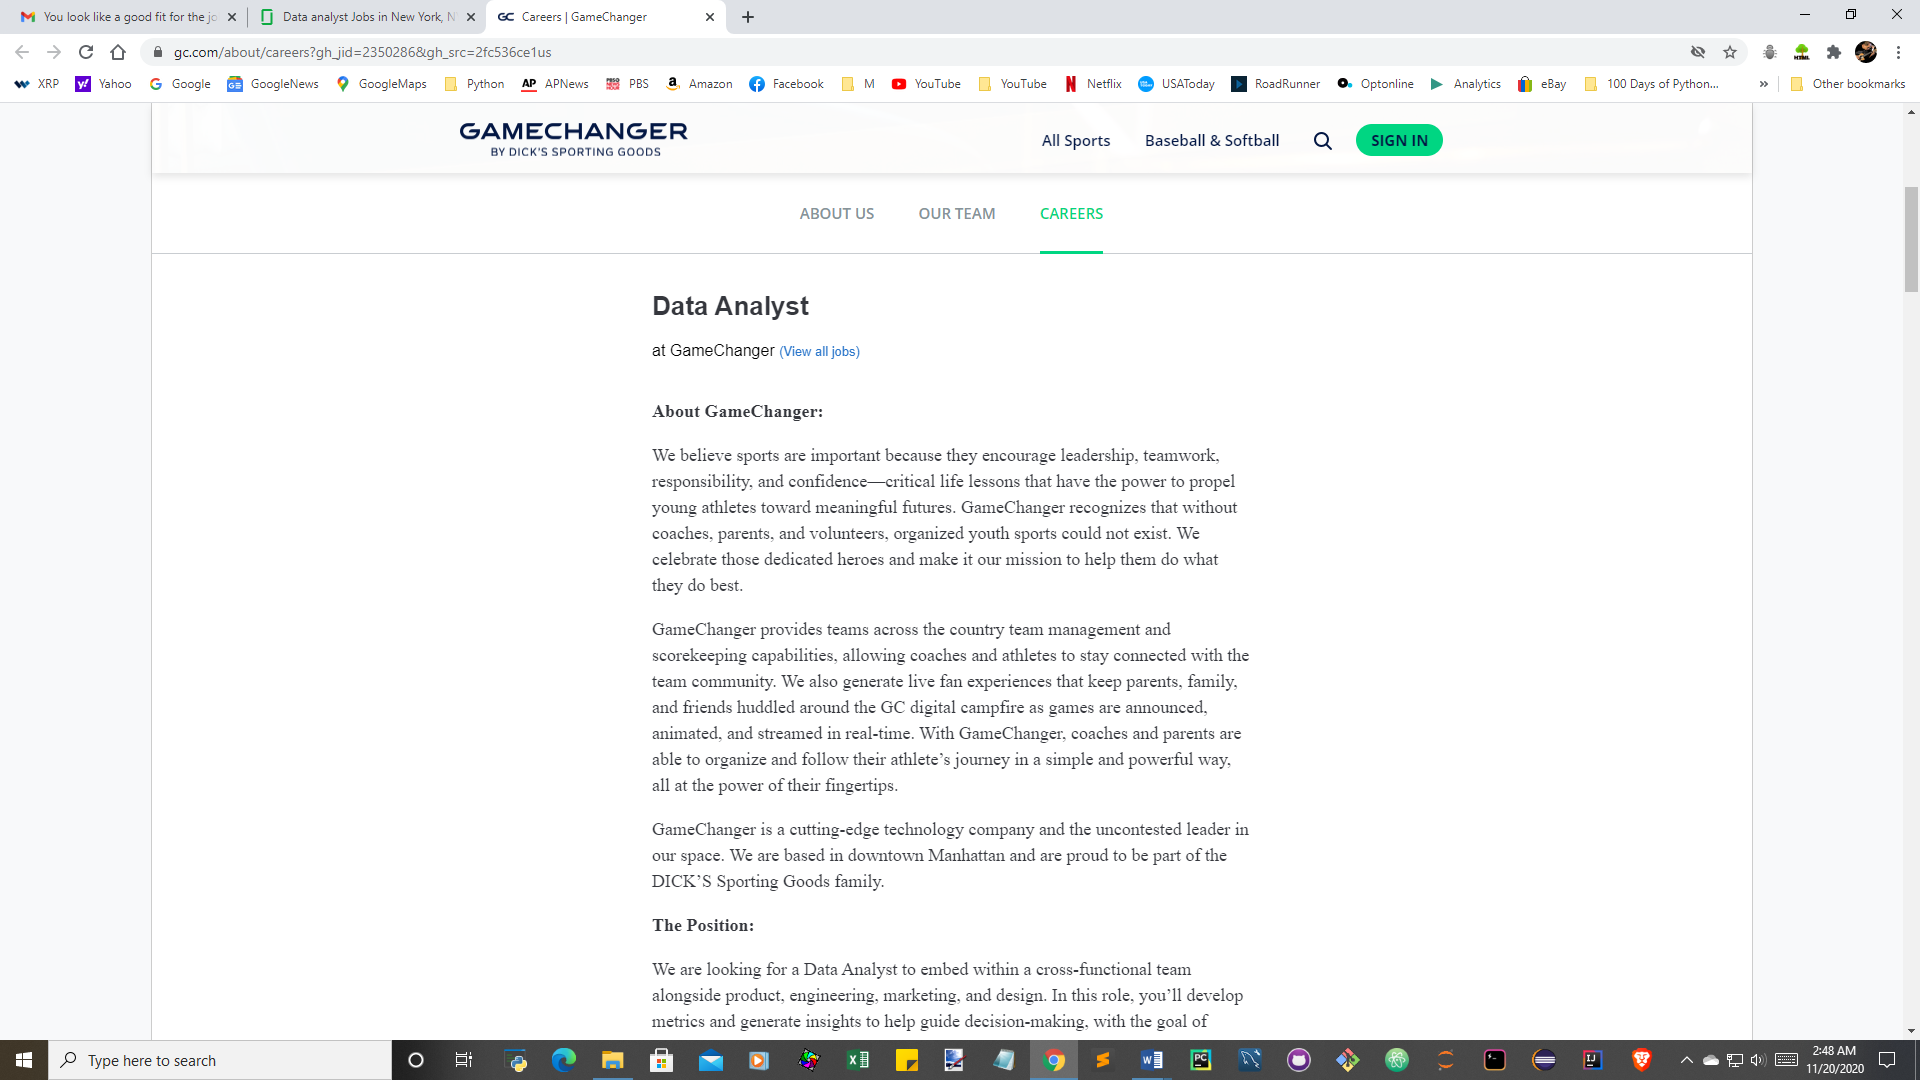 You look like a good fit for the jo
Data analyst Jobs in New York, N
GC Careers | GameChanger
gc.com/about/careers?gh_jid=2350286&gh_src=2fc536ce1us
XRP Yahoo Google GoogleNews GoogleMaps Python AP APNews PBS Amazon Facebook M YouTube YouTube Netflix USAToday RoadRunner Optonline Analytics eBay 100 Days of Python... » Other bookmarks
GAMECHANGER
BY DICK'S SPORTING GOODS
All Sports Baseball & Softball SIGN IN
ABOUT US OUR TEAM CAREERS
Data Analyst
at GameChanger (View all jobs)
About GameChanger:
We believe sports are important because they encourage leadership, teamwork,
responsibility, and confidence—critical life lessons that have the power to propel
young athletes toward meaningful futures. GameChanger recognizes that without
coaches, parents, and volunteers, organized youth sports could not exist. We
celebrate those dedicated heroes and make it our mission to help them do what
they do best.
GameChanger provides teams across the country team management and
scorekeeping capabilities, allowing coaches and athletes to stay connected with the
team community. We also generate live fan experiences that keep parents, family,
and friends huddled around the GC digital campfire as games are announced,
animated, and streamed in real-time. With GameChanger, coaches and parents are
able to organize and follow their athlete’s journey in a simple and powerful way,
all at the power of their fingertips.
GameChanger is a cutting-edge technology company and the uncontested leader in
our space. We are based in downtown Manhattan and are proud to be part of the
DICK’S Sporting Goods family.
The Position:
We are looking for a Data Analyst to embed within a cross-functional team
alongside product, engineering, marketing, and design. In this role, you’ll develop
metrics and generate insights to help guide decision-making, with the goal of
Type here to search
2:48 AM
11/20/2020